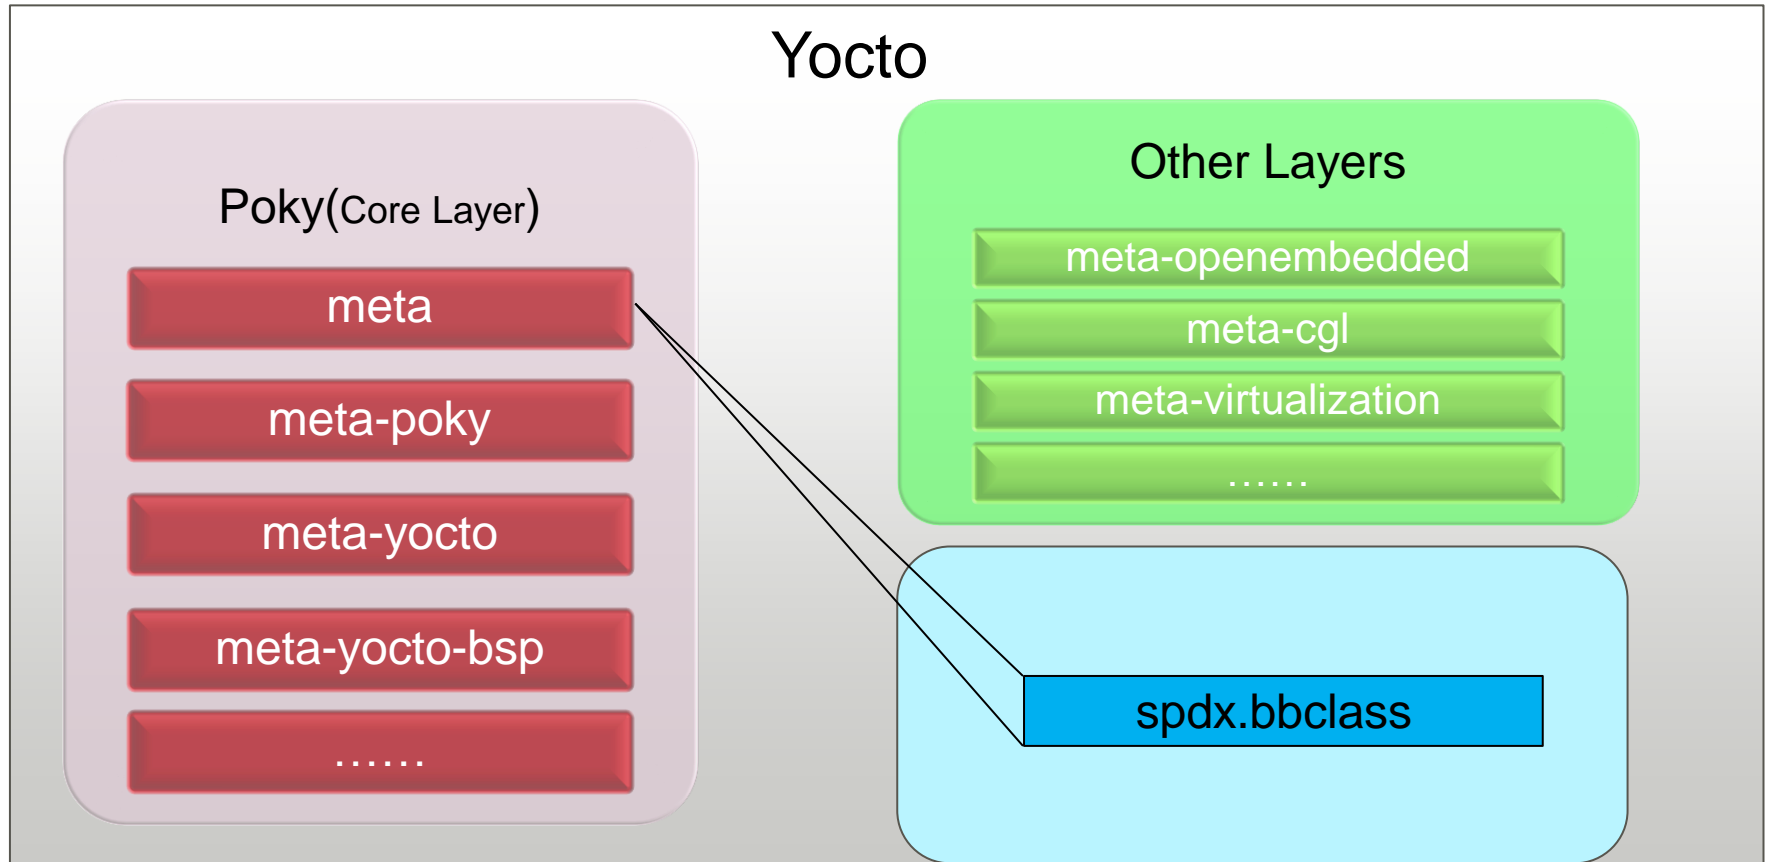 Yocto
Poky(Core Layer)
meta
meta-poky
meta-yocto
meta-yocto-bsp
......
Other Layers
meta-openembedded
meta-cgl
meta-virtualization
......
spdx.bbclass